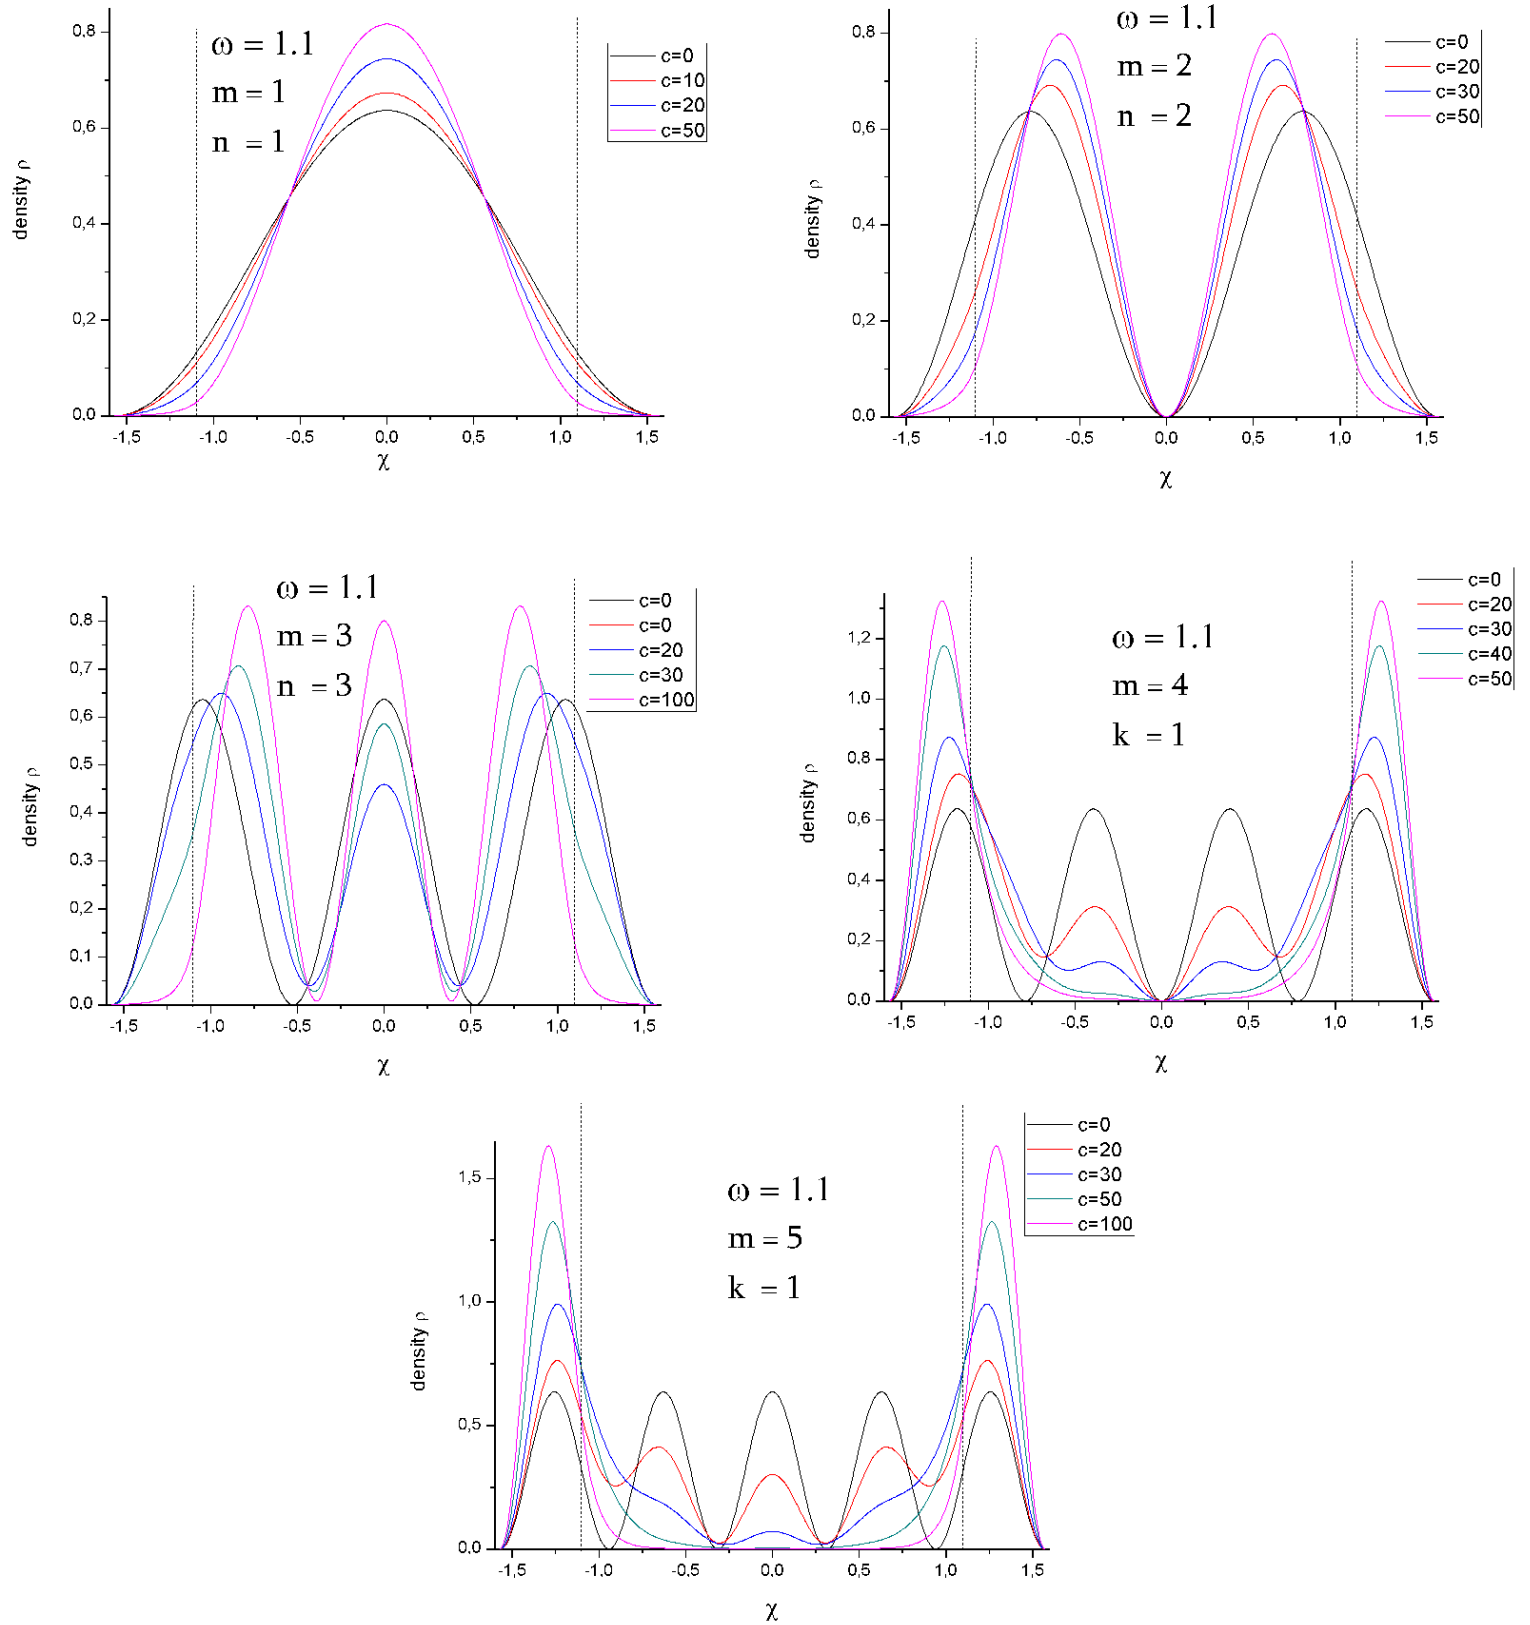 ω = 1.1
m = 1
n = 1
c=0
c=10
c=20
c=50
density ρ
0,8
0,6
0,4
0,2
0,0
-1,5 -1,0 -0,5 0,0 0,5 1,0 1,5
χ
ω = 1.1
m = 2
n = 2
c=0
c=20
c=30
c=50
density ρ
0,8
0,6
0,4
0,2
0,0
-1,5 -1,0 -0,5 0,0 0,5 1,0 1,5
χ
ω = 1.1
m = 3
n = 3
c=0
c=0
c=20
c=30
c=100
density ρ
0,8
0,7
0,6
0,5
0,4
0,3
0,2
0,1
0,0
-1,5 -1,0 -0,5 0,0 0,5 1,0 1,5
χ
ω = 1.1
m = 4
k = 1
c=0
c=20
c=30
c=40
c=50
density ρ
1,2
1,0
0,8
0,6
0,4
0,2
0,0
-1,5 -1,0 -0,5 0,0 0,5 1,0 1,5
χ
ω = 1.1
m = 5
k = 1
c=0
c=20
c=30
c=50
c=100
density ρ
1,5
1,0
0,5
0,0
-1,5 -1,0 -0,5 0,0 0,5 1,0 1,5
χ